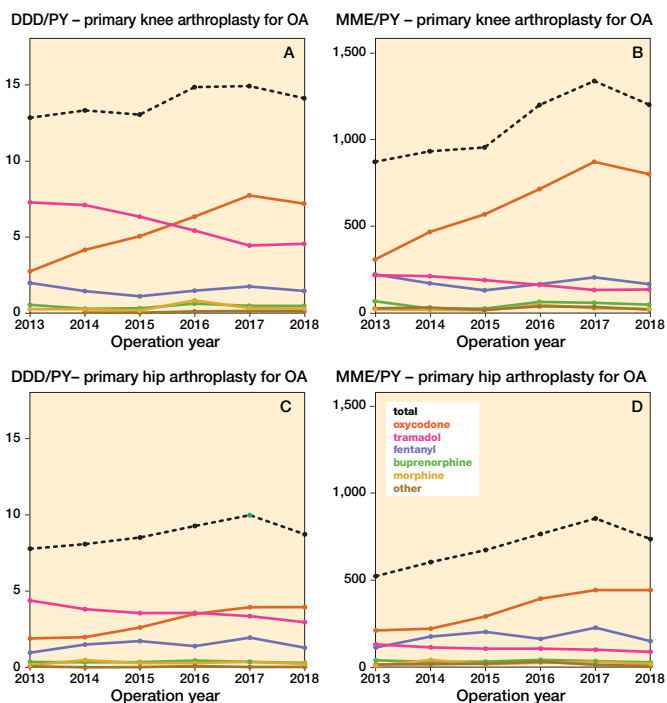 DDD/PY – primary knee arthroplasty for OA
A
15
10
5
0
2013 2014 2015 2016 2017 2018
Operation year
MME/PY – primary knee arthroplasty for OA
B
1,500
1,000
500
0
2013 2014 2015 2016 2017 2018
Operation year
DDD/PY– primary hip arthroplasty for OA
C
15
10
5
0
2013 2014 2015 2016 2017 2018
Operation year
MME/PY - primary hip arthroplasty for OA
D
1,500
total
oxycodone
tramadol
fentanyl
buprenorphine
morphine
other
1,000
500
0
2013 2014 2015 2016 2017 2018
Operation year